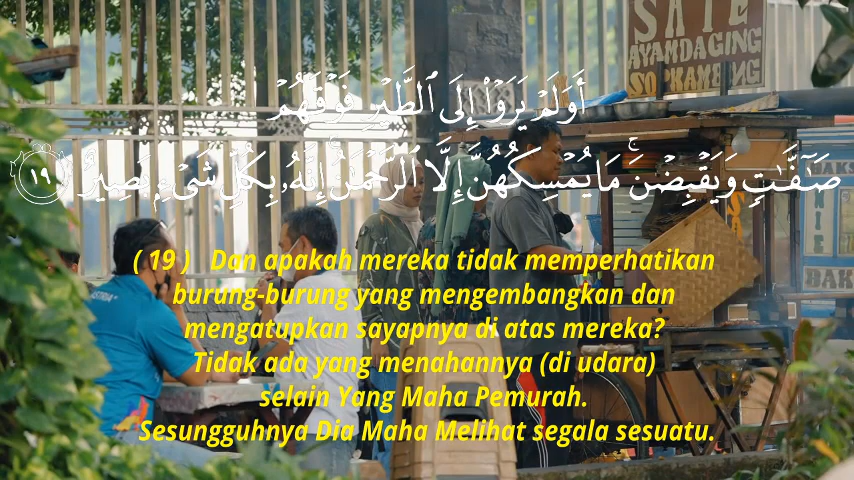 SATE
AYAM DAGING
SOP KAMBING
أَوَلَمْ يَرَوْا۟ إِلَى ٱلطَّيْرِ فَوْقَهُمْ
صَـٰٓفَّـٰتٍ وَيَقْبِضْنَ ۚ مَا يُمْسِكُهُنَّ إِلَّا ٱلرَّحْمَـٰنُ ۚ إِنَّهُۥ بِكُلِّ شَىْءٍۭ بَصِيرٌ ١٩
( 19 ) Dan apakah mereka tidak memperhatikan
burung-burung yang mengembangkan dan
mengatupkan sayapnya di atas mereka?
Tidak ada yang menahannya (di udara)
selain Yang Maha Pemurah.
Sesungguhnya Dia Maha Melihat segala sesuatu.